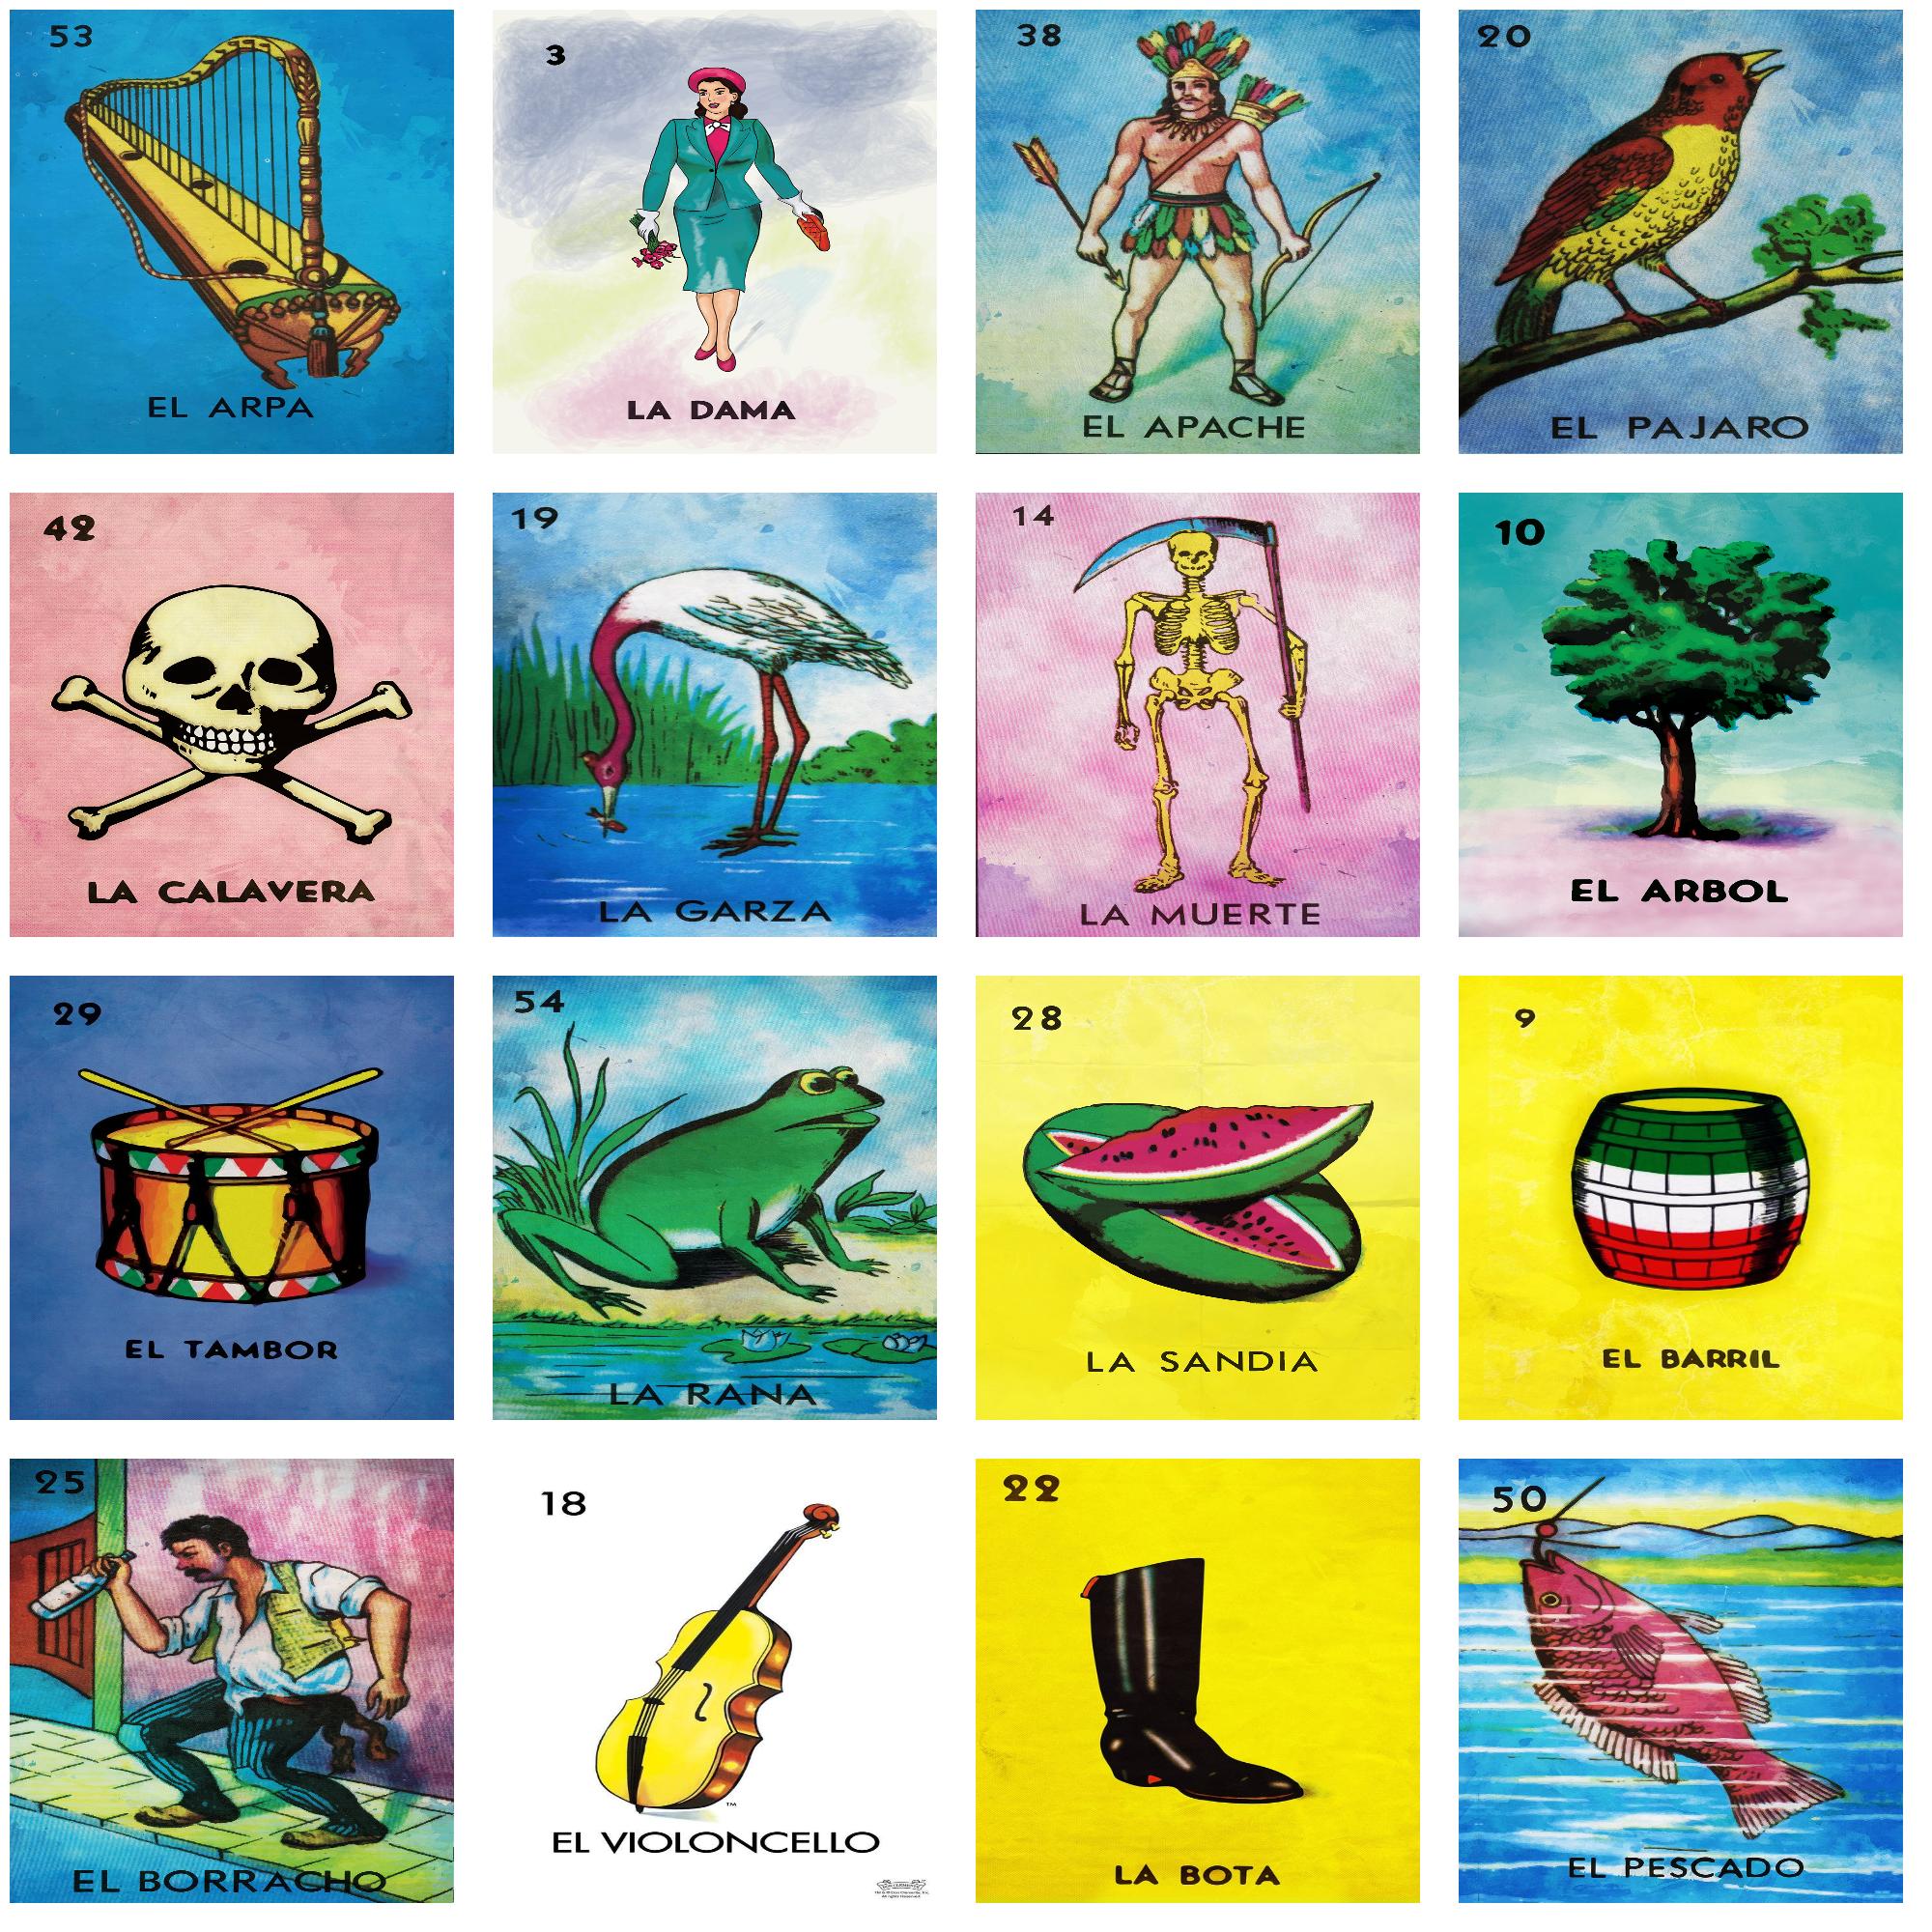 53
EL ARPA
3
LA DAMA
38
EL APACHE
20
EL PAJARO
42
LA CALAVERA
19
LA GARZA
14
LA MUERTE
10
EL ARBOL
29
EL TAMBOR
54
LA RANA
28
LA SANDIA
9
EL BARRIL
25
EL BORRACHO
18
TM
EL VIOLONCELLO
22
LA BOTA
50
EL PESCADO